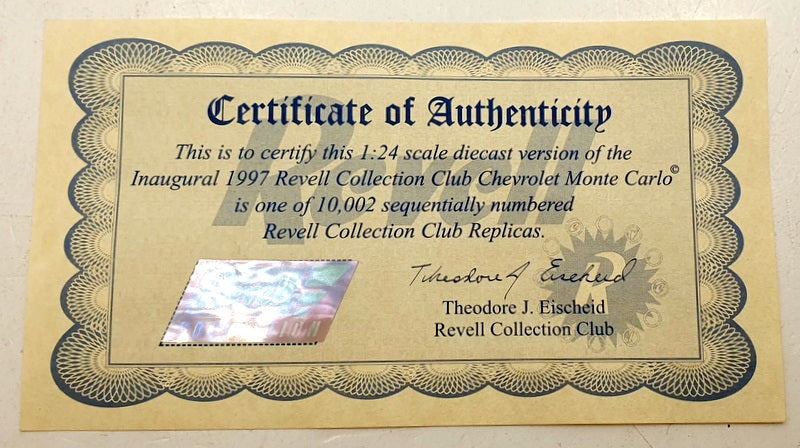 Certificate of Authenticity
This is to certify this 1:24 scale diecast version of the
Inaugural 1997 Revell Collection Club Chevrolet Monte Carlo©
is one of 10,002 sequentially numbered
Revell Collection Club Replicas.
Revell
Theodore J Eischeid
R
Theodore J. Eischeid
Revell Collection Club